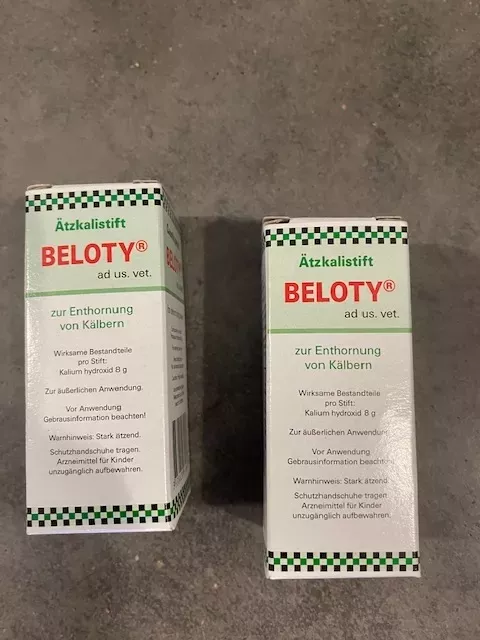 Ätzkalistift
BELOTY®
ad us. vet.
zur Enthornung
von Kälbern
Wirksame Bestandteile
pro Stift:
Kalium hydroxid 8 g
Zur äußerlichen Anwendung.
Vor Anwendung
Gebrauchsinformation beachten!
Warnhinweis: Stark ätzend.
Schutzhandschuhe tragen.
Arzneimittel für Kinder
unzugänglich aufbewahren.
BELOTY
Ätzkalistift
BELOTY®
ad us. vet.
zur Enthornung
von Kälbern
Wirksame Bestandteile
pro Stift:
Kalium hydroxid 8 g
Zur äußerlichen Anwendung
Vor Anwendung
Gebrauchsinformation beachten
Warnhinweis: Stark ätzend
Schutzhandschuhe tragen
Arzneimittel für Kinder
unzugänglich aufbewahren.